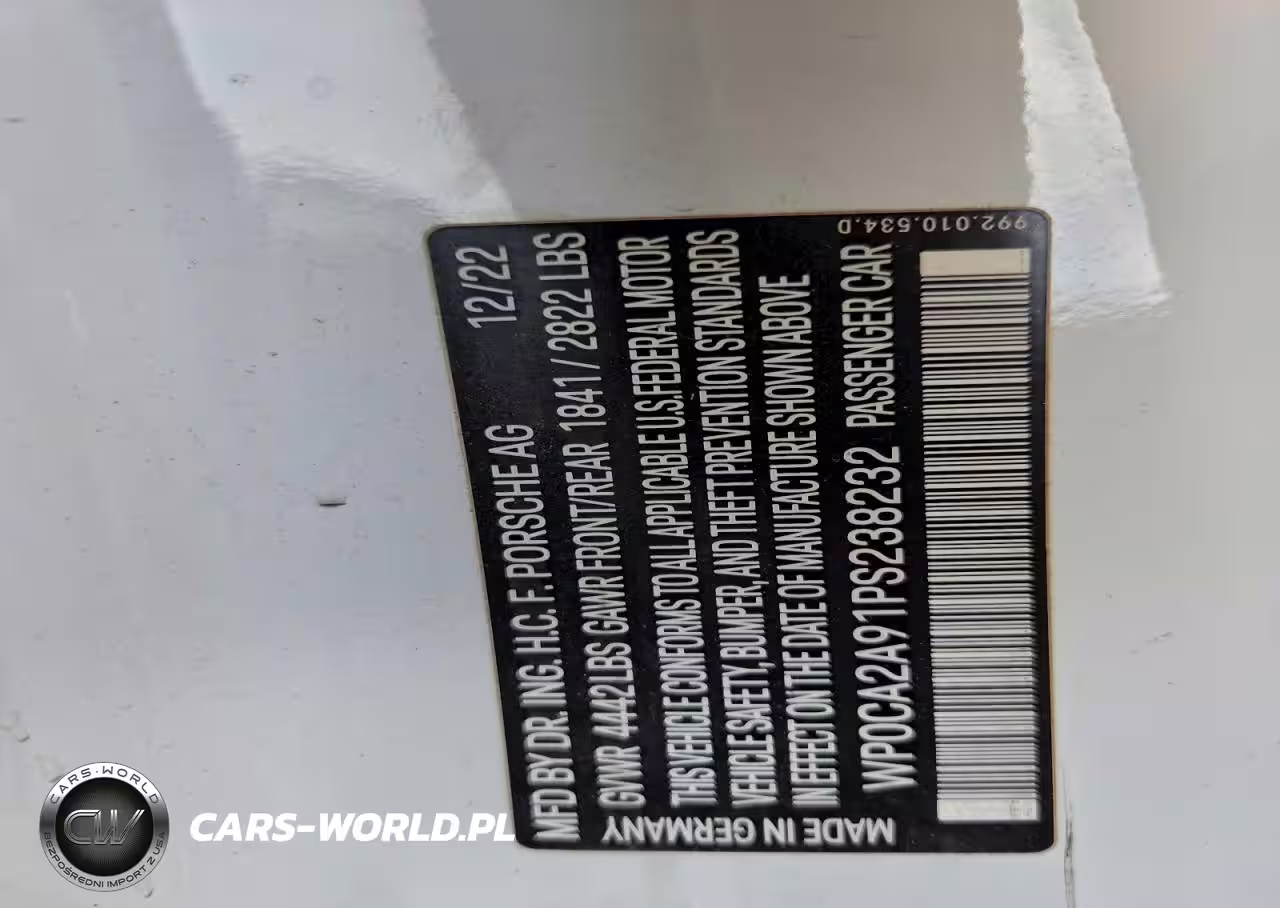 MFD BY DR. ING. H.C. F. PORSCHE AG 12/22
GVWR 4442 LBS GAWR FRONT/REAR 1841 / 2822 LBS
THIS VEHICLE CONFORMS TO ALL APPLICABLE U.S. FEDERAL MOTOR
VEHICLE SAFETY, BUMPER, AND THEFT PREVENTION STANDARDS
IN EFFECT ON THE DATE OF MANUFACTURE SHOWN ABOVE
WP0CA2A91PS238232 PASSENGER CAR
MADE IN GERMANY
992.010.534.D
CARS-WORLD
CW
BEZPOŚREDNI IMPORT Z USA
CARS-WORLD.PL